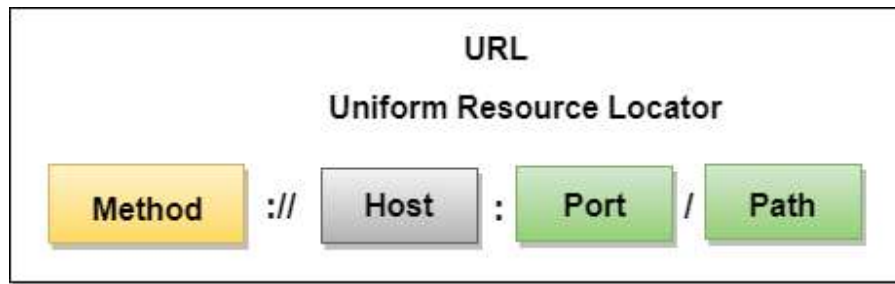 URL
Uniform Resource Locator
Method :// Host : Port / Path